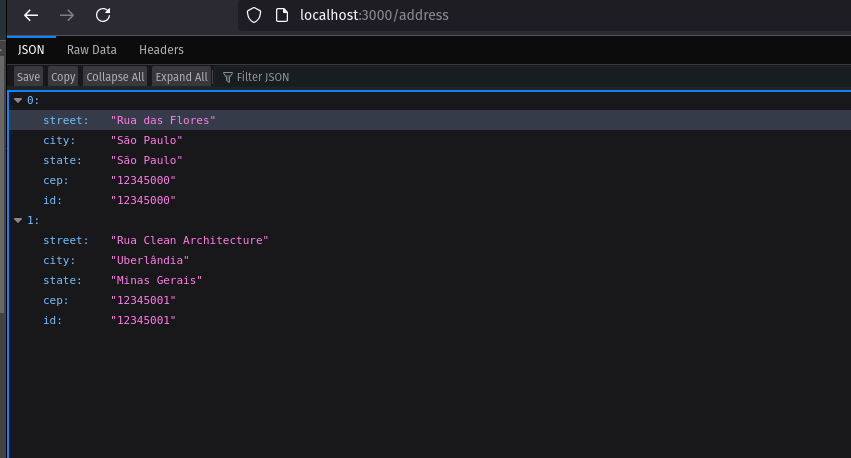 localhost:3000/address
JSON Raw Data Headers
Save Copy Collapse All Expand All Filter JSON
0:
street: "Rua das Flores"
city: "São Paulo"
state: "São Paulo"
cep: "12345000"
id: "12345000"
1:
street: "Rua Clean Architecture"
city: "Uberlândia"
state: "Minas Gerais"
cep: "12345001"
id: "12345001"